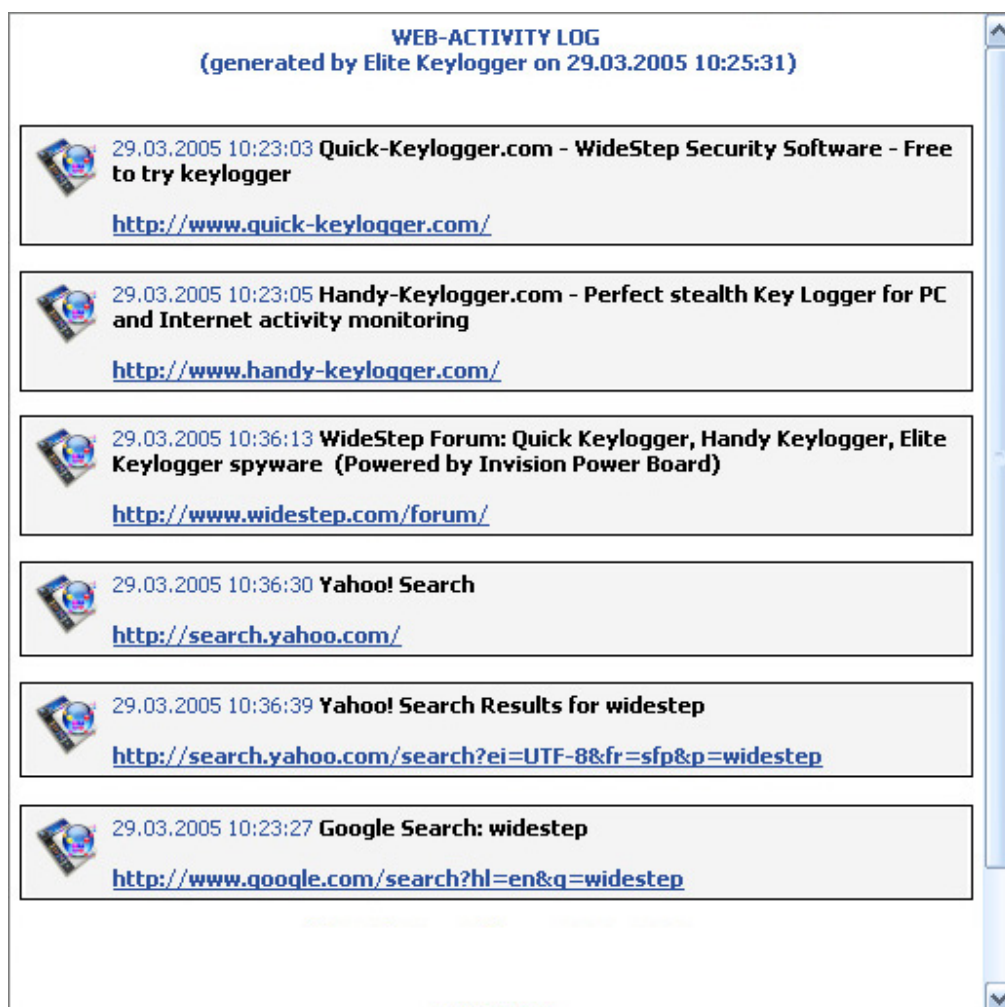 WEB-ACTIVITY LOG
(generated by Elite Keylogger on 29.03.2005 10:25:31)
29.03.2005 10:23:03 Quick-Keylogger.com - WideStep Security Software - Free
to try keylogger
http://www.quick-keylogger.com/
29.03.2005 10:23:05 Handy-Keylogger.com - Perfect stealth Key Logger for PC
and Internet activity monitoring
http://www.handy-keylogger.com/
29.03.2005 10:36:13 WideStep Forum: Quick Keylogger, Handy Keylogger, Elite
Keylogger spyware (Powered by Invision Power Board)
http://www.widestep.com/forum/
29.03.2005 10:36:30 Yahoo! Search
http://search.yahoo.com/
29.03.2005 10:36:39 Yahoo! Search Results for widestep
http://search.yahoo.com/search?ei=UTF-8&fr=sfp&p=widestep
29.03.2005 10:23:27 Google Search: widestep
http://www.google.com/search?hl=en&q=widestep